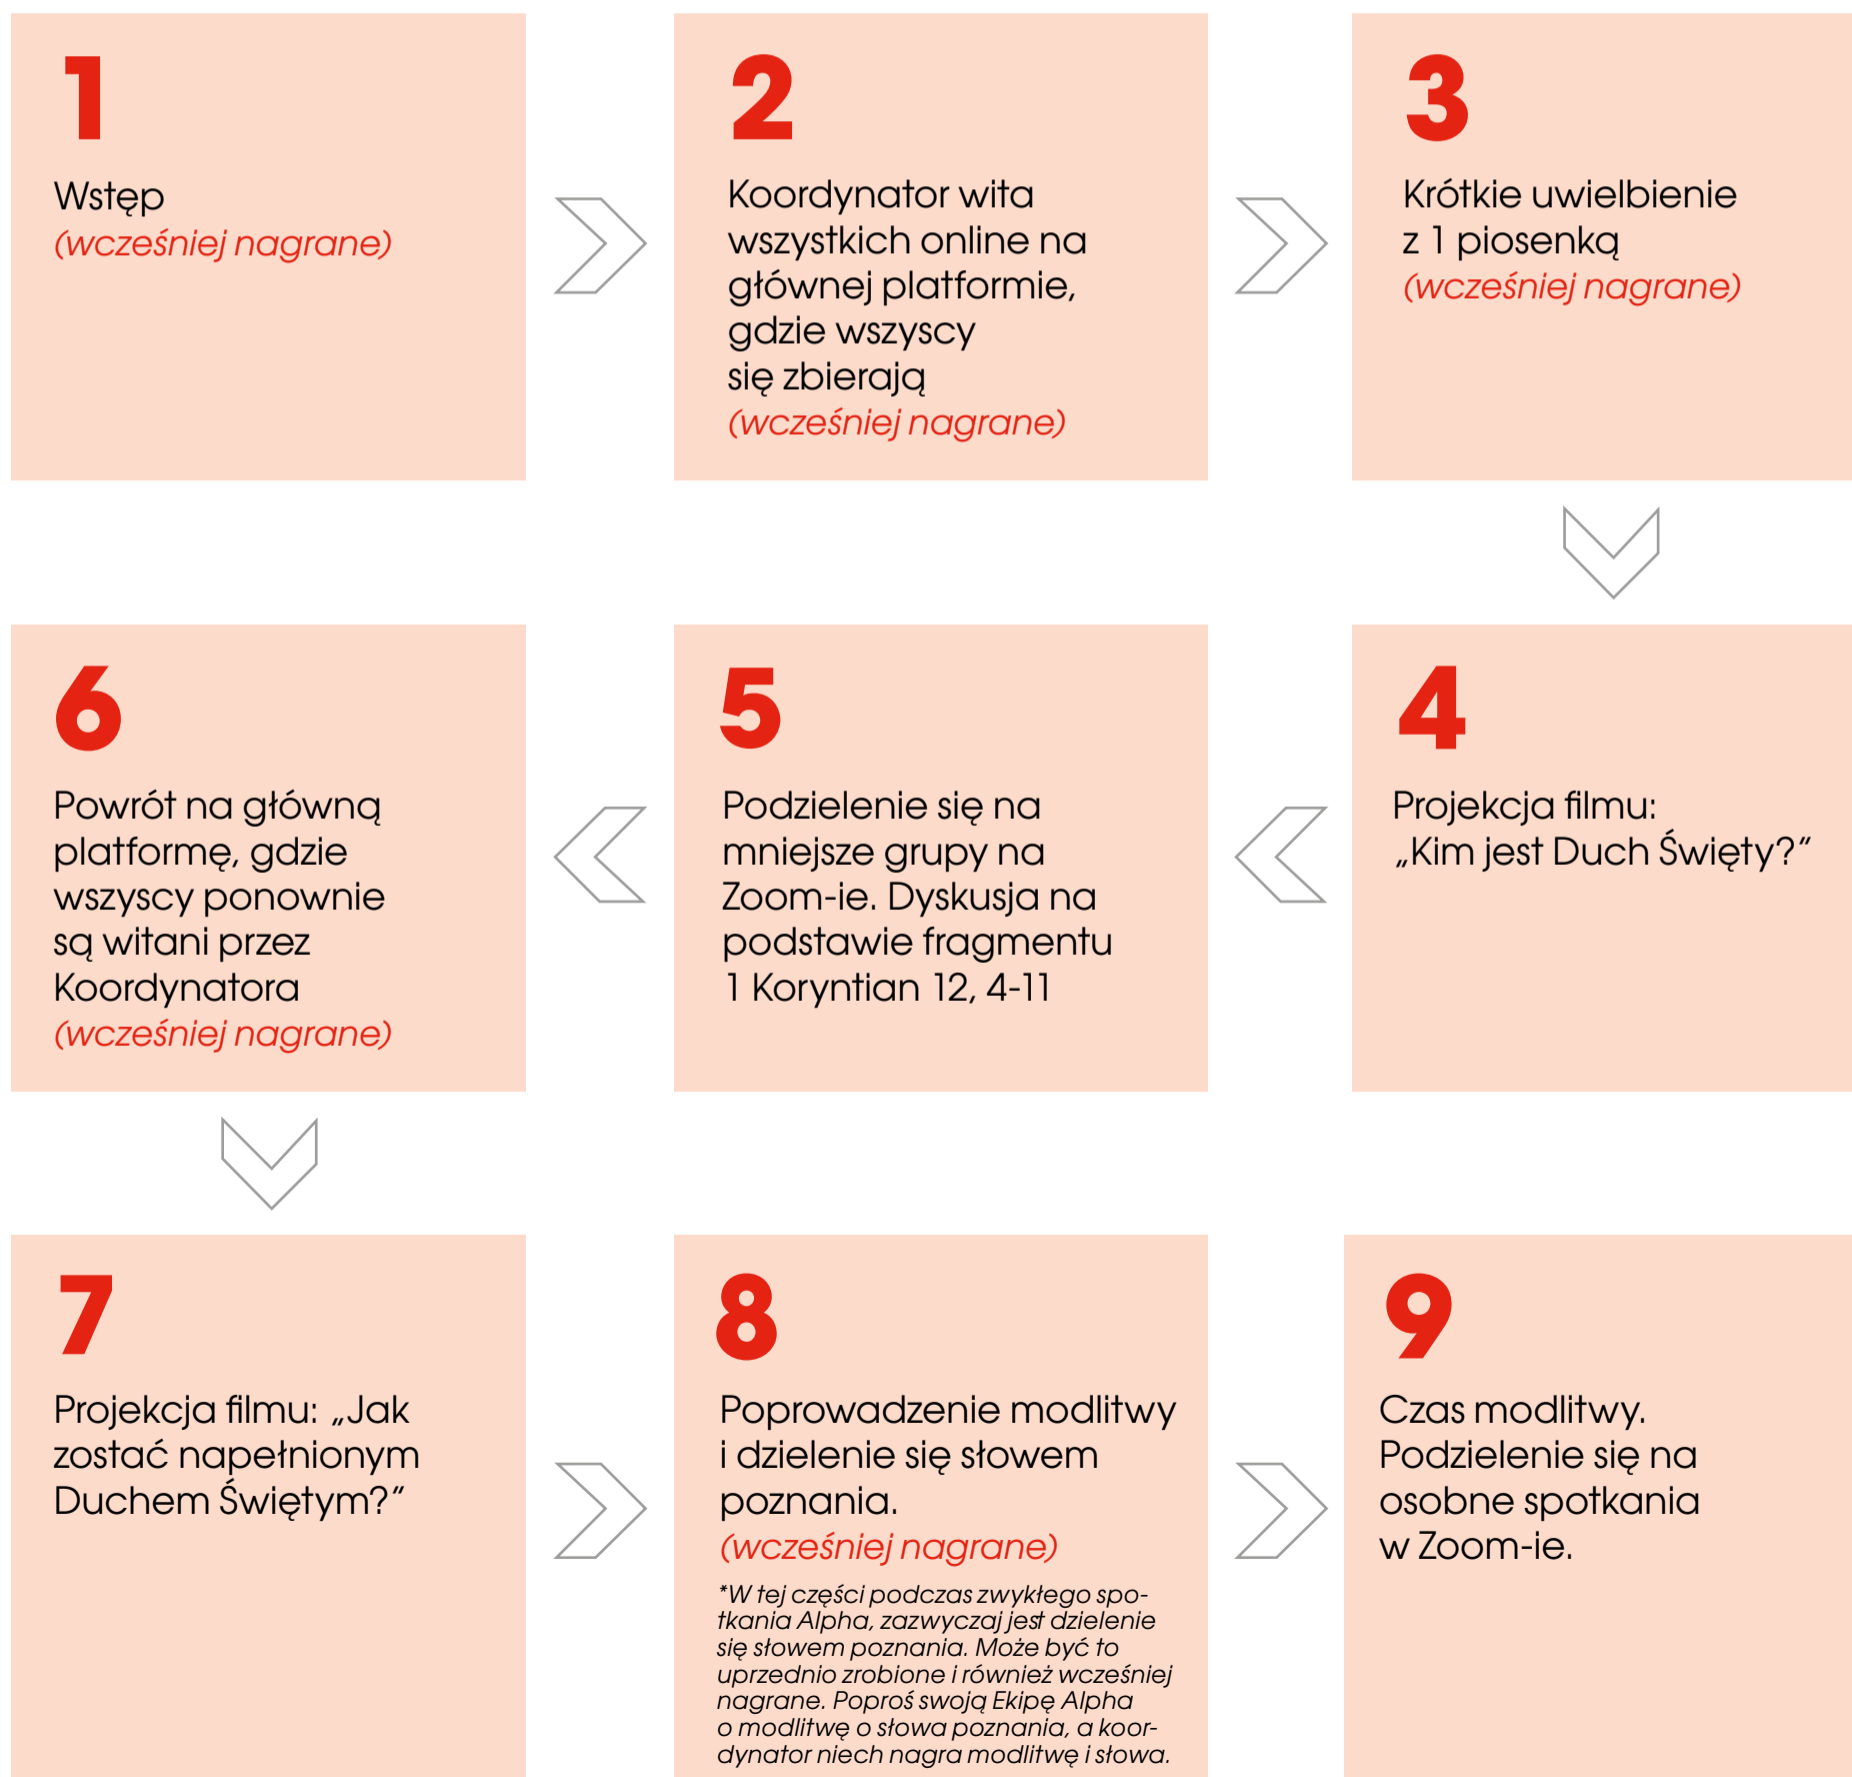 1
Wstęp
(wcześniej nagrane)
2
Koordynator wita
wszystkich online na
głównej platformie,
gdzie wszyscy
się zbierają
(wcześniej nagrane)
3
Krótkie uwielbienie
z 1 piosenką
(wcześniej nagrane)
4
Projekcja filmu:
„Kim jest Duch Święty?“
5
Podzielenie się na
mniejsze grupy na
Zoom-ie. Dyskusja na
podstawie fragmentu
1 Koryntian 12, 4-11
6
Powrót na główną
platformę, gdzie
wszyscy ponownie
są witani przez
Koordynatora
(wcześniej nagrane)
7
Projekcja filmu: „Jak
zostać napełnionym
Duchem Świętym?“
8
Poprowadzenie modlitwy
i dzielenie się słowem
poznania.
(wcześniej nagrane)
*W tej części podczas zwykłego spo-
tkania Alpha, zazwyczaj jest dzielenie
się słowem poznania. Może być to
uprzednio zrobione i również wcześniej
nagrane. Poproś swoją Ekipę Alpha
o modlitwę o słowa poznania, a koor-
dynator niech nagra modlitwę i słowa.
9
Czas modlitwy.
Podzielenie się na
osobne spotkania
w Zoom-ie.